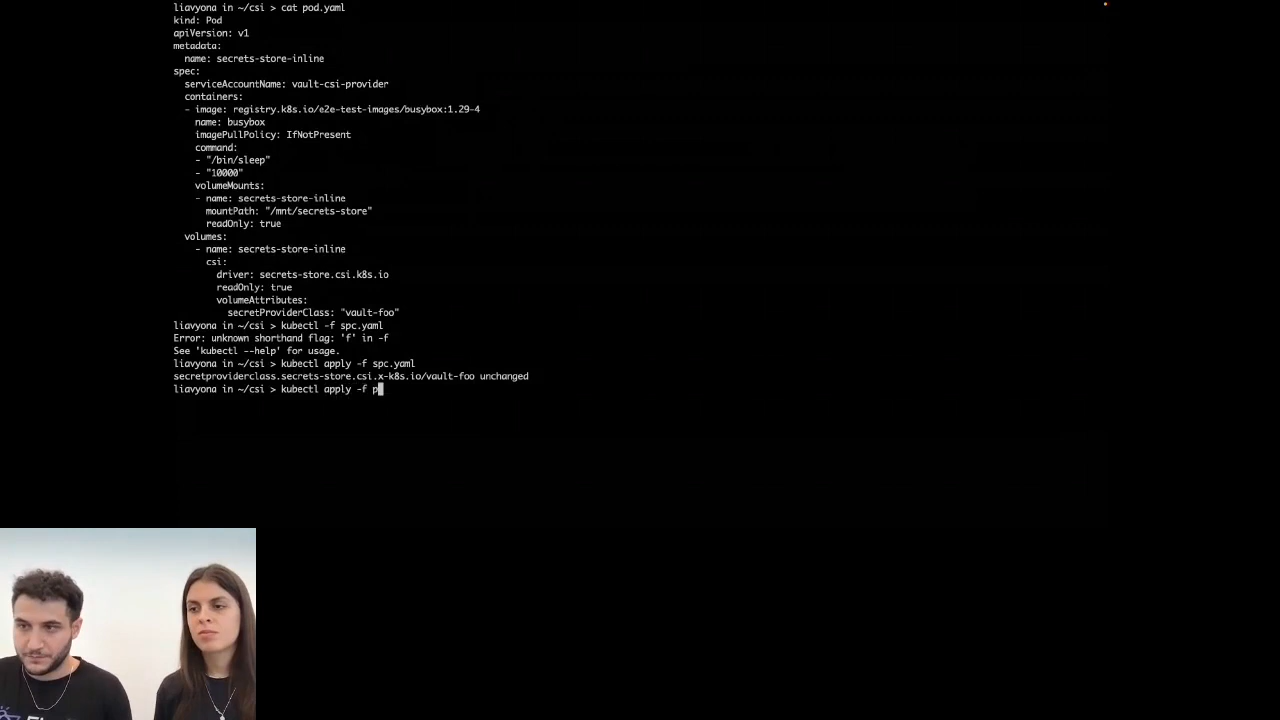 liavyona in ~/csi > cat pod.yaml
kind: Pod
apiVersion: v1
metadata:
  name: secrets-store-inline
spec:
  serviceAccountName: vault-csi-provider
  containers:
  - image: registry.k8s.io/e2e-test-images/busybox:1.29-4
    name: busybox
    imagePullPolicy: IfNotPresent
    command:
    - "/bin/sleep"
    - "10000"
    volumeMounts:
    - name: secrets-store-inline
      mountPath: "/mnt/secrets-store"
      readOnly: true
  volumes:
    - name: secrets-store-inline
      csi:
        driver: secrets-store.csi.k8s.io
        readOnly: true
        volumeAttributes:
          secretProviderClass: "vault-foo"
liavyona in ~/csi > kubectl -f spc.yaml
Error: unknown shorthand flag: 'f' in -f
See 'kubectl --help' for usage.
liavyona in ~/csi > kubectl apply -f spc.yaml
secretproviderclass.secrets-store.csi.x-k8s.io/vault-foo unchanged
liavyona in ~/csi > kubectl apply -f p